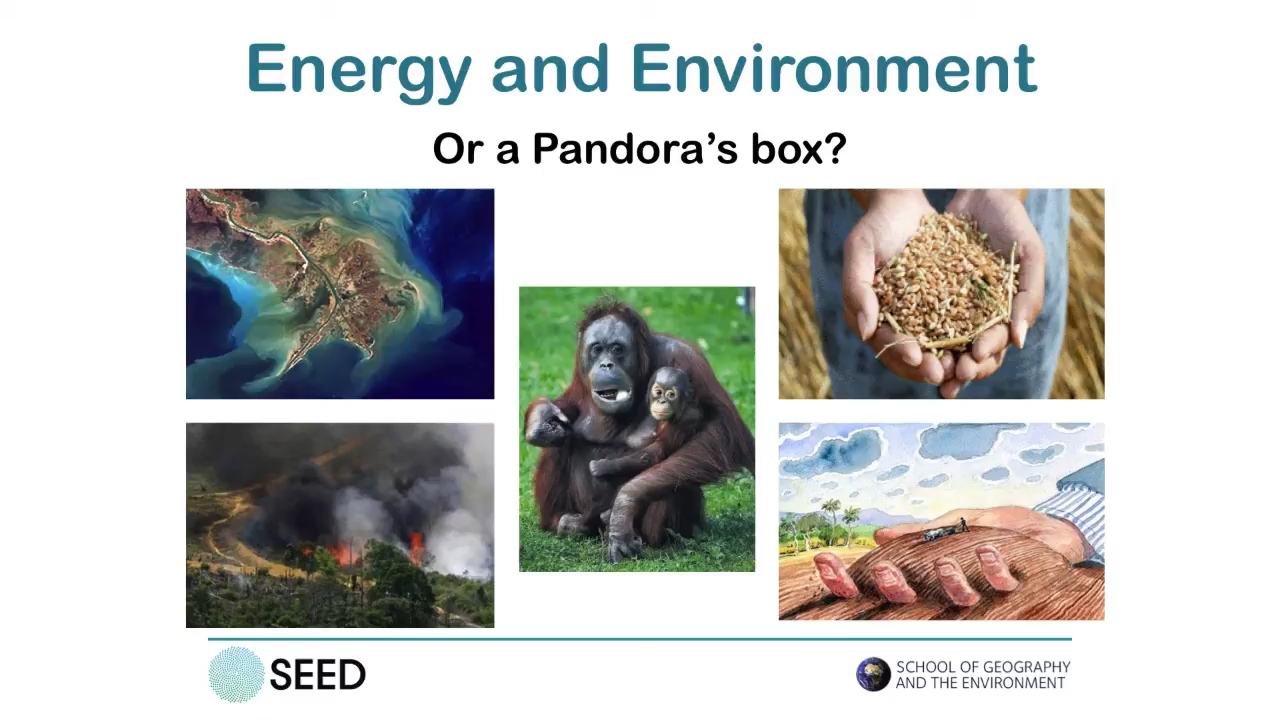 Energy and Environment
Or a Pandora's box?
SEED
SCHOOL OF GEOGRAPHY
AND THE ENVIRONMENT